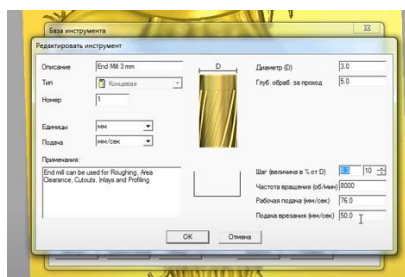 База инструмента
Редактировать инструмент
Описание End Mill 3 mm
Тип Концевая
Номер 1
Единицы мм
Подача мм/сек
Примечания:
End mill can be used for Roughing, Area
Clearance, Cutouts, Inlays and Profiling
D
Диаметр (D) 3.0
Глуб. обраб. за проход 5.0
Шаг (величина в % от D) 0.3 10
Частота вращения (об/мин) 8000
Рабочая подача (мм/сек) 76.0
Подача врезания (мм/сек) 50.0
OK Отмена